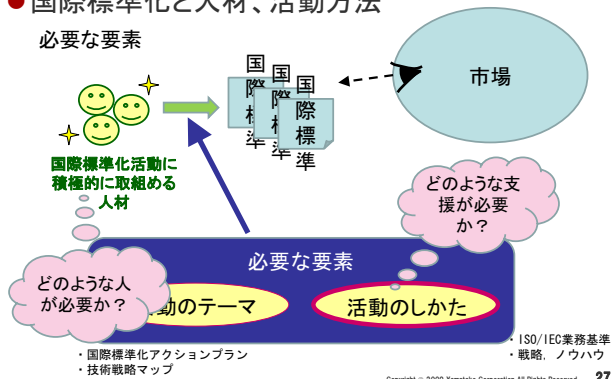 ●国際標準化と人材、活動方法
必要な要素
国際標準
国際標準
国際標準
市場
国際標準化活動に
積極的に取組める
人材
どのような支
援が必要
か？
必要な要素
どのような人
が必要か？
動のテーマ
活動のしかた
・国際標準化アクションプラン
・技術戦略マップ
・ISO/IEC業務基準
・戦略，ノウハウ
27